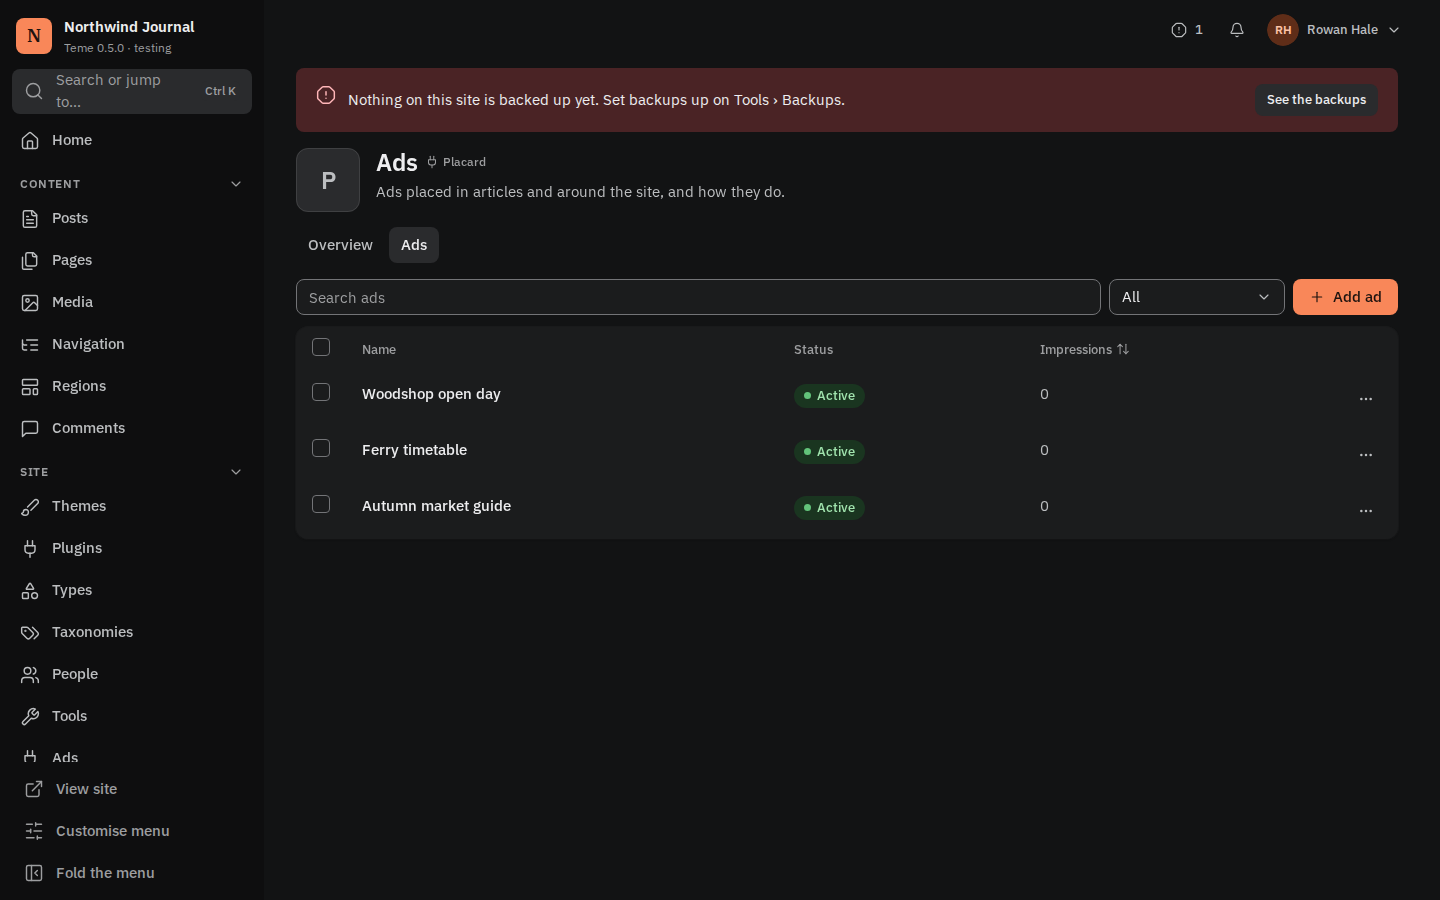 N
Northwind Journal
Teme 0.5.0 · testing
Search or jump
to...
Ctrl K
Home
CONTENT
Posts
Pages
Media
Navigation
Regions
Comments
SITE
Themes
Plugins
Types
Taxonomies
People
Tools
Ads
View site
Customise menu
Fold the menu
1
RH
Rowan Hale
Nothing on this site is backed up yet. Set backups up on Tools › Backups.
See the backups
P
Ads
Placard
Ads placed in articles and around the site, and how they do.
Overview
Ads
Search ads
All
Add ad
Name
Status
Impressions
Woodshop open day
Active
0
Ferry timetable
Active
0
Autumn market guide
Active
0